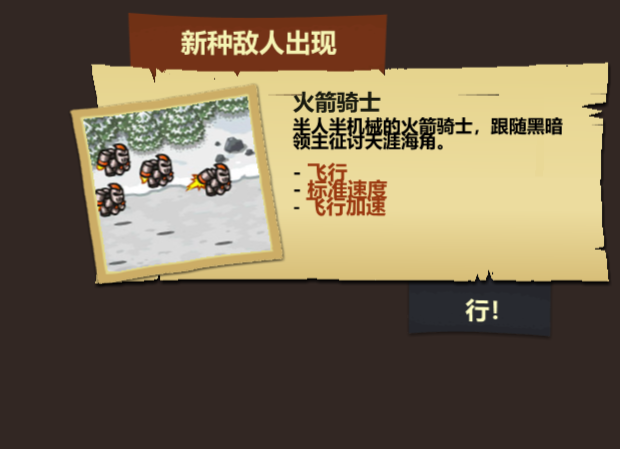 新种敌人出现
火箭骑士
半人半机械的火箭骑士，跟随黑暗
领主征讨天涯海角。
- 飞行
- 标准速度
- 飞行加速
行！